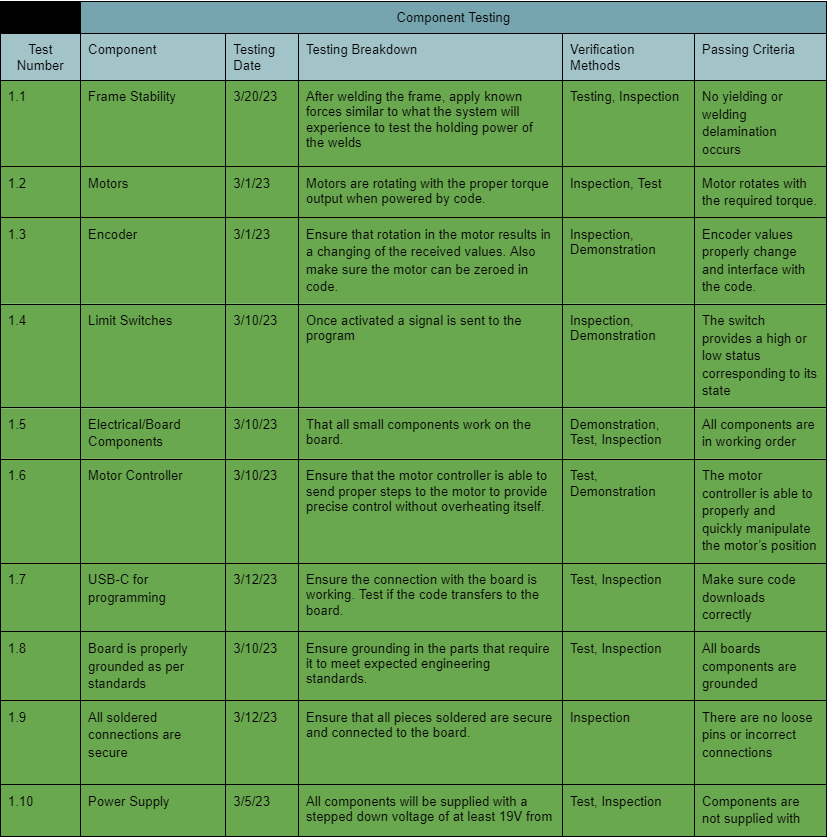 Component Testing
Test Number
Component
Testing Date
Testing Breakdown
Verification Methods
Passing Criteria
1.1
Frame Stability
3/20/23
After welding the frame, apply known
forces similar to what the system will
experience to test the holding power of
the welds
Testing, Inspection
No yielding or
welding
delamination
occurs
1.2
Motors
3/1/23
Motors are rotating with the proper torque
output when powered by code.
Inspection, Test
Motor rotates with
the required torque.
1.3
Encoder
3/1/23
Ensure that rotation in the motor results in
a changing of the received values. Also
make sure the motor can be zeroed in
code.
Inspection,
Demonstration
Encoder values
properly change
and interface with
the code.
1.4
Limit Switches
3/10/23
Once activated a signal is sent to the
program
Inspection,
Demonstration
The switch
provides a high or
low status
corresponding to its
state
1.5
Electrical/Board
Components
3/10/23
That all small components work on the
board.
Demonstration,
Test, Inspection
All components are
in working order
1.6
Motor Controller
3/10/23
Ensure that the motor controller is able to
send proper steps to the motor to provide
precise control without overheating itself.
Test,
Demonstration
The motor
controller is able to
properly and
quickly manipulate
the motor’s position
1.7
USB-C for
programming
3/12/23
Ensure the connection with the board is
working. Test if the code transfers to the
board.
Test, Inspection
Make sure code
downloads
correctly
1.8
Board is properly
grounded as per
standards
3/10/23
Ensure grounding in the parts that require
it to meet expected engineering
standards.
Test, Inspection
All boards
components are
grounded
1.9
All soldered
connections are
secure
3/12/23
Ensure that all pieces soldered are secure
and connected to the board.
Inspection
There are no loose
pins or incorrect
connections
1.10
Power Supply
3/5/23
All components will be supplied with a
stepped down voltage of at least 19V from
Test, Inspection
Components are
not supplied with